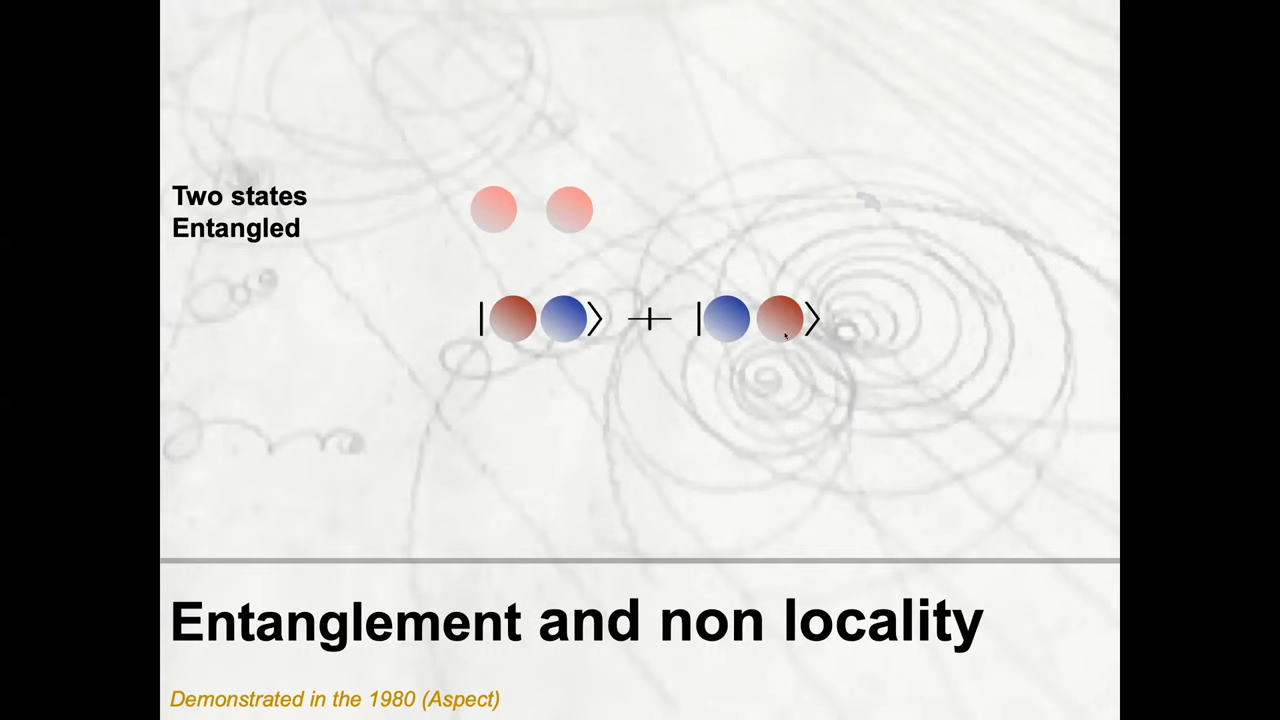 Two states
Entangled
| ⟩ + | ⟩
Entanglement and non locality
Demonstrated in the 1980 (Aspect)